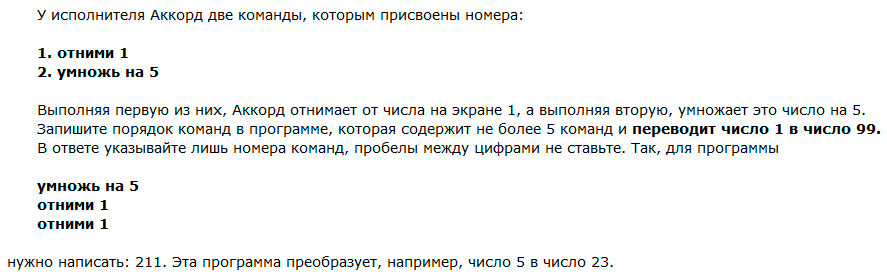 У исполнителя Аккорд две команды, которым присвоены номера:
1. отними 1
2. умножь на 5
Выполняя первую из них, Аккорд отнимает от числа на экране 1, а выполняя вторую, умножает это число на 5.
Запишите порядок команд в программе, которая содержит не более 5 команд и переводит число 1 в число 99.
В ответе указывайте лишь номера команд, пробелы между цифрами не ставьте. Так, для программы
умножь на 5
отними 1
отними 1
нужно написать: 211. Эта программа преобразует, например, число 5 в число 23.